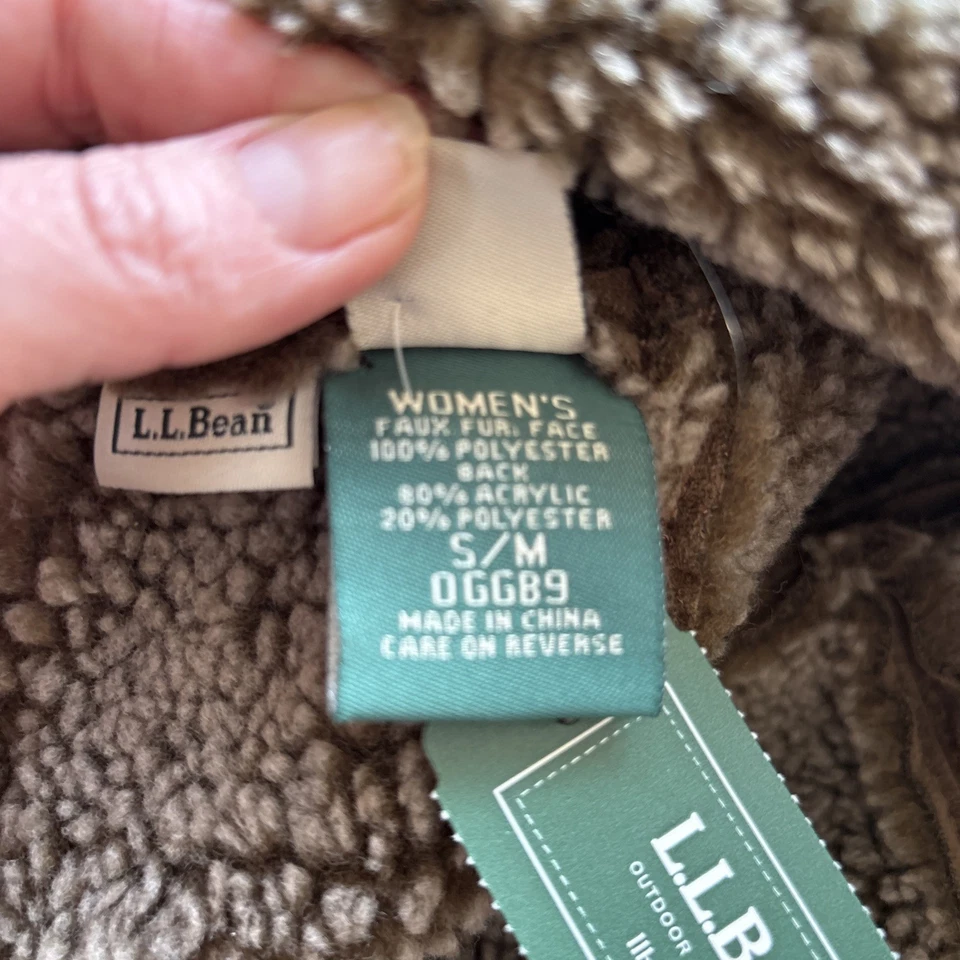 L.L.Bean
WOMEN'S
FAUX FUR: FACE
100% POLYESTER
BACK
80% ACRYLIC
20% POLYESTER
S/M
0GGB9
MADE IN CHINA
CARE ON REVERSE
L.L.B
OUTDOOR